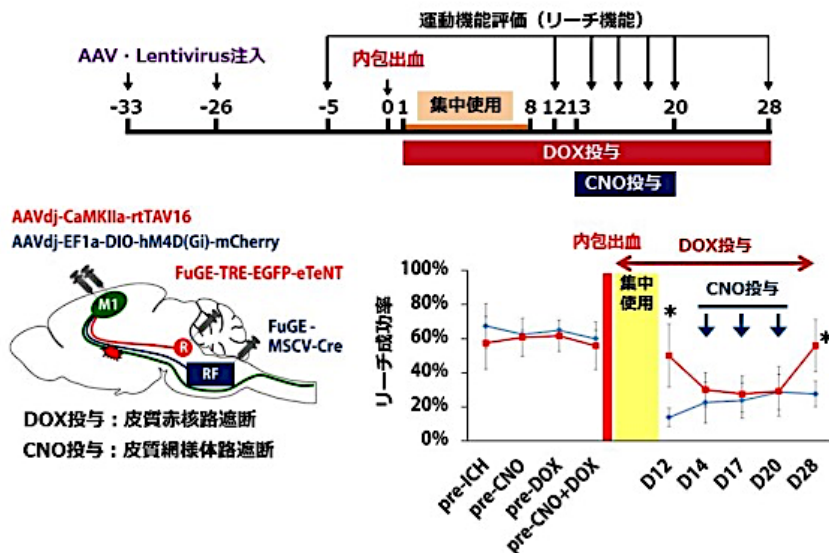 運動機能評価（リーチ機能）
AAV・Lentivirus注入
内包出血
-33 -26 -5 0 1 集中使用 8 12 13 20 28
DOX投与
CNO投与
AAVdj-CaMKIIa-rtTAV16
AAVdj-EF1a-DIO-hM4D(Gi)-mCherry
FuGE-TRE-EGFP-eTeNT
M1
R
RF
FuGE -
MSCV-Cre
DOX投与：皮質赤核路遮断
CNO投与：皮質網様体路遮断
内包出血
DOX投与
集中
使用
CNO投与
*
*
リーチ成功率
100%
80%
60%
40%
20%
0%
pre-ICH
pre-CNO
pre-DOX
pre-CNO+DOX
D12
D14
D17
D20
D28